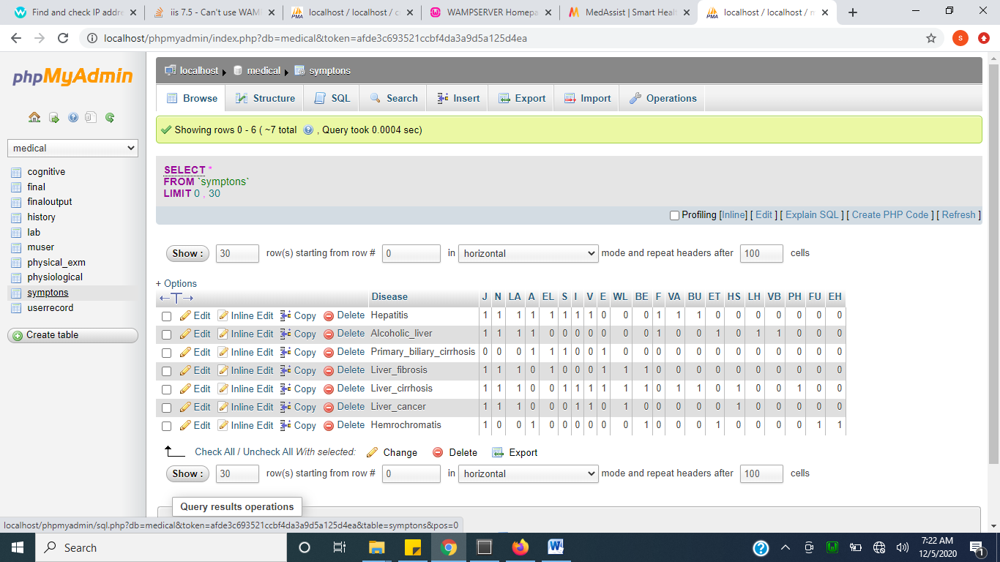 Find and check IP addre
iis 7.5 - Can't use WAMP
localhost / localhost / c
WAMPSERVER Homepa
MedAssist | Smart Healt
localhost / localhost / m
localhost/phpmyadmin/index.php?db=medical&token=afde3c693521ccbf4da3a9d5a125d4ea
S
phpMyAdmin
medical
cognitive
final
finaloutput
history
lab
muser
physical_exm
physiological
symptons
userrecord
Create table
localhost medical symptons
Browse Structure SQL Search Insert Export Import Operations
Showing rows 0 - 6 ( ~7 total , Query took 0.0004 sec)
SELECT *
FROM `symptons`
LIMIT 0 , 30
Profiling [Inline] [ Edit ] [ Explain SQL ] [ Create PHP Code ] [ Refresh ]
Show : 30 row(s) starting from row # 0 in horizontal mode and repeat headers after 100 cells
+ Options
←T→ Disease J N LA A EL S I V E WL BE F VA BU ET HS LH VB PH FU EH
Edit Inline Edit Copy Delete Hepatitis 1 1 1 1 1 1 1 1 0 0 0 1 1 1 0 0 0 0 0 0 0
Edit Inline Edit Copy Delete Alcoholic_liver 1 1 1 1 0 0 0 0 0 0 0 1 0 0 1 0 1 1 0 0 0
Edit Inline Edit Copy Delete Primary_biliary_cirrhosis 0 0 0 1 1 1 0 0 1 0 0 0 0 0 0 0 0 0 0 0 0
Edit Inline Edit Copy Delete Liver_fibrosis 1 1 1 0 1 0 0 0 1 1 1 0 0 0 0 0 0 0 0 0 0
Edit Inline Edit Copy Delete Liver_cirrhosis 1 1 1 0 0 1 1 1 1 1 1 0 1 1 0 1 0 0 1 0 0
Edit Inline Edit Copy Delete Liver_cancer 1 1 1 0 0 0 1 1 0 1 0 0 0 0 0 1 0 0 0 0 0
Edit Inline Edit Copy Delete Hemrochromatis 1 0 0 1 0 0 0 0 0 0 1 0 0 0 1 0 0 0 0 1 1
Check All / Uncheck All With selected: Change Delete Export
Show : 30 row(s) starting from row # 0 in horizontal mode and repeat headers after 100 cells
Query results operations
localhost/phpmyadmin/sql.php?db=medical&token=afde3c693521ccbf4da3a9d5a125d4ea&table=symptons&pos=0
Search
7:22 AM
12/5/2020
1